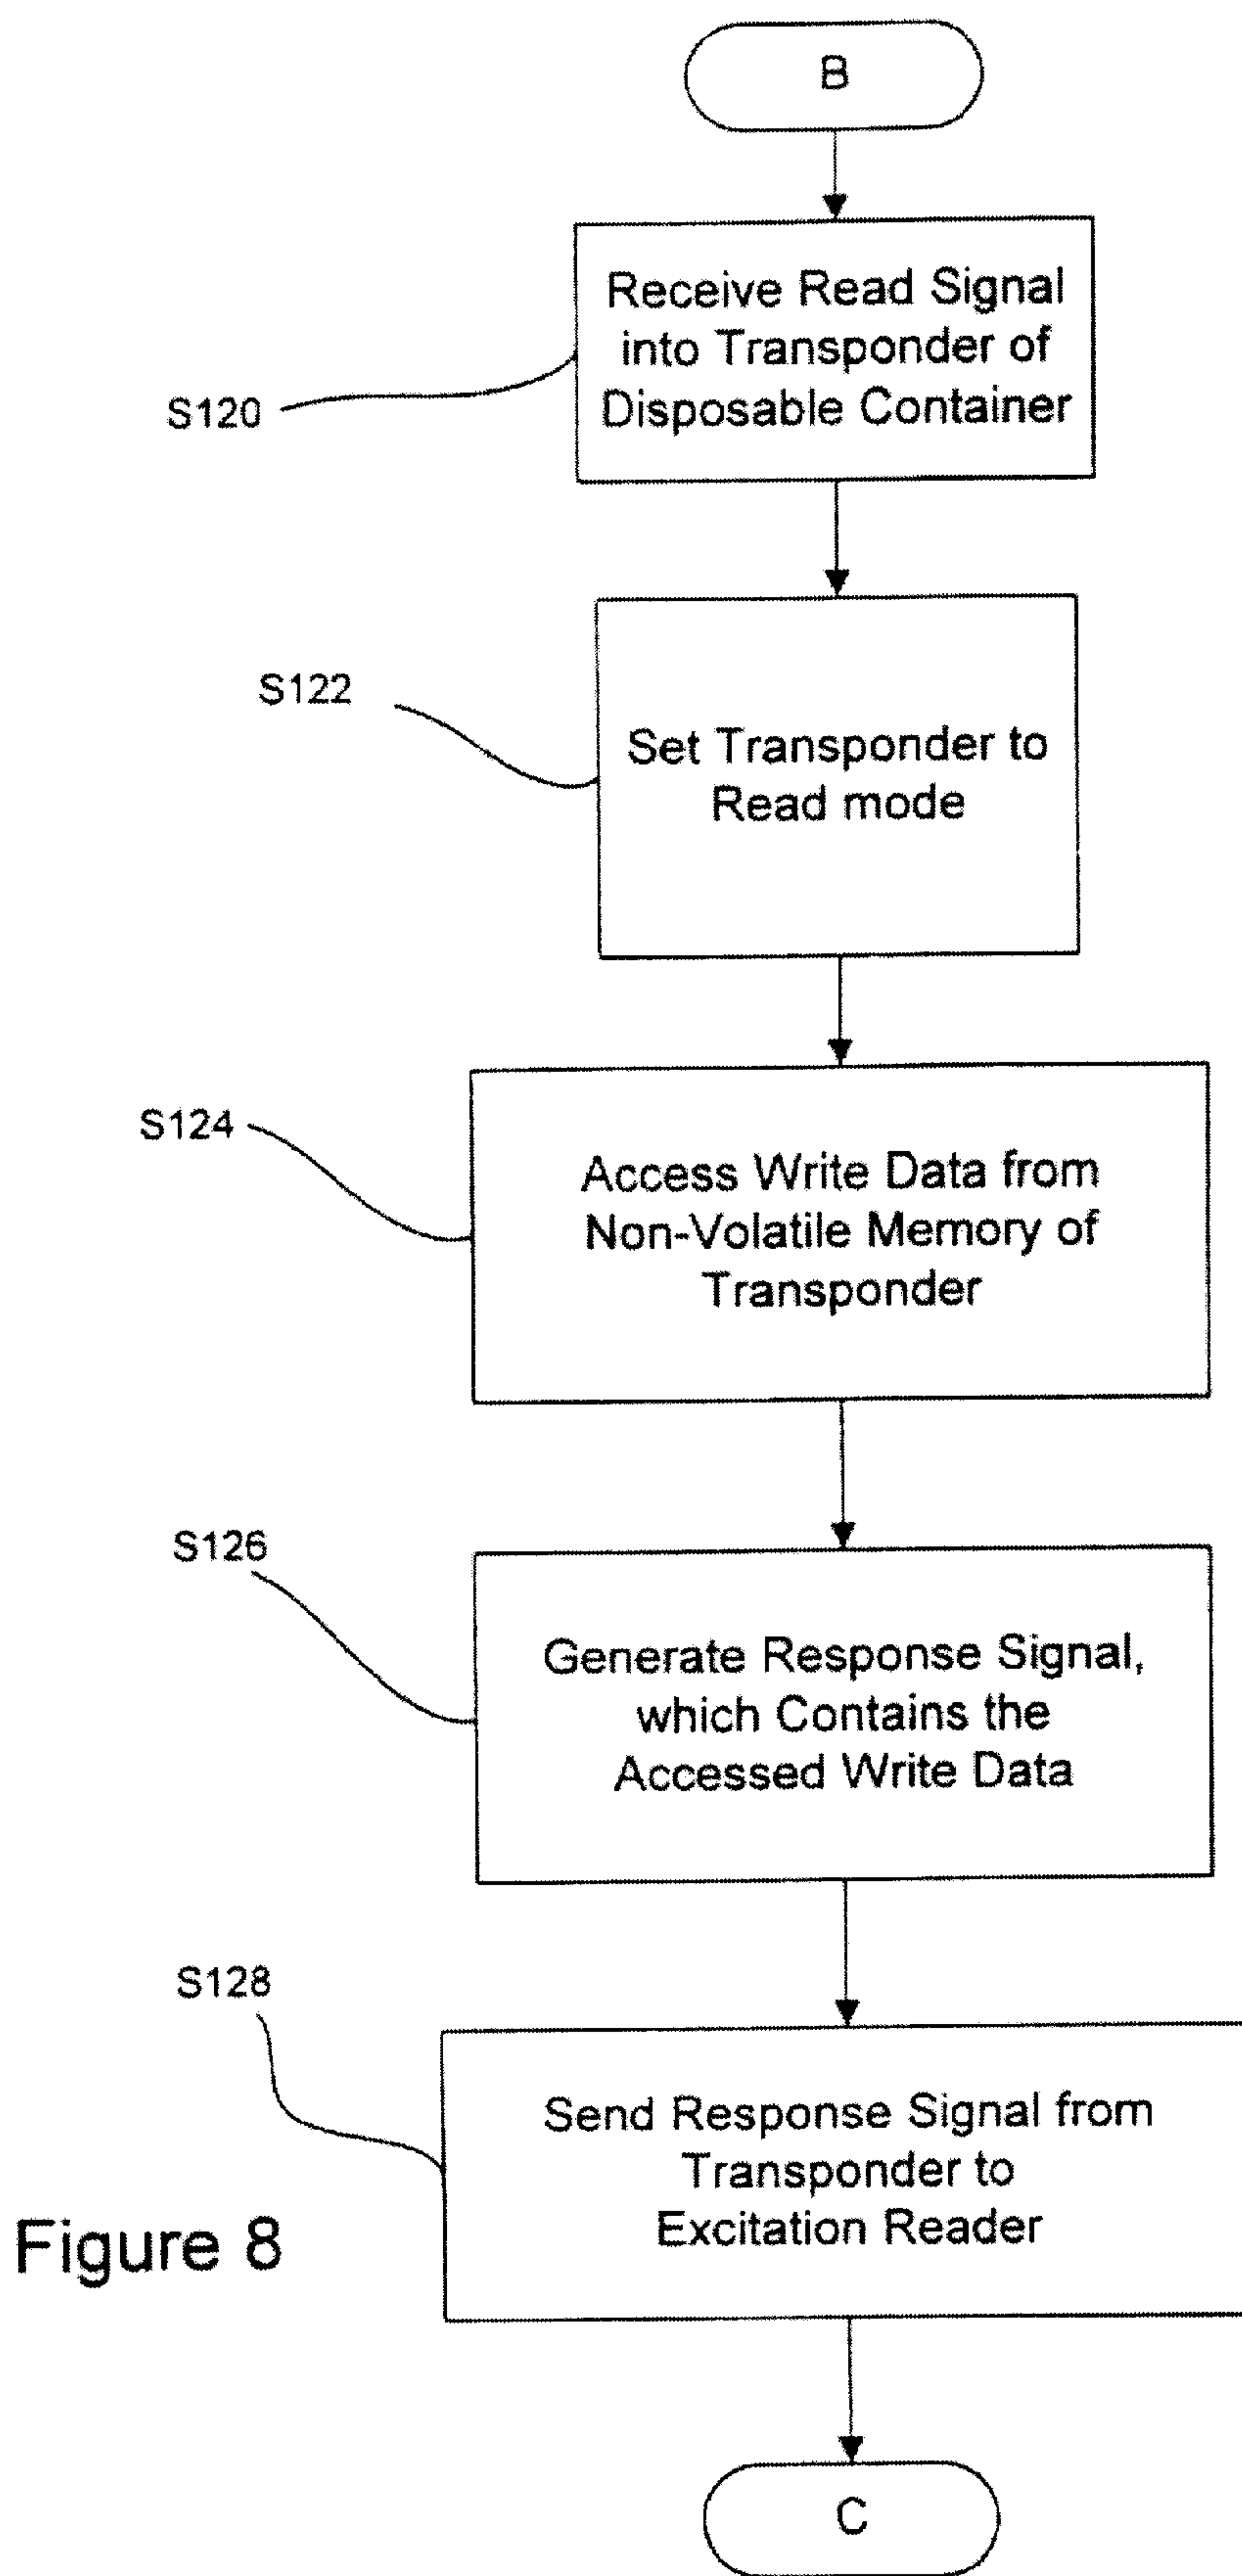 B
Receive Read Signal
into Transponder of
Disposable Container
S120
S122
Set Transponder to
Read mode
S124
Access Write Data from
Non-Volatile Memory of
Transponder
S126
Generate Response Signal,
which Contains the
Accessed Write Data
S128
Send Response Signal from
Transponder to
Excitation Reader
Figure 8
C